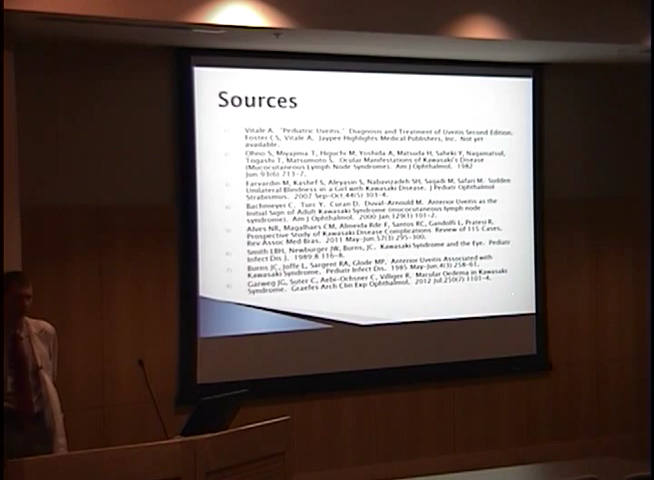 Sources
Vitale A. "Pediatric Uveitis." Diagnosis and Treatment of Uveitis Second Edition.
Foster CS, Vitale A. Jaypee Highlights Medical Publishers, Inc. Not yet
available.
Ohno S, Miyajima T, Higuchi M, Yoshida A, Matsuda H, Saheki Y, Nagamatsu I,
Togashi T, Matsumoto S. Ocular Manifestations of Kawasaki's Disease
(Mucocutaneous Lymph Node Syndrome). Am J Ophthalmol. 1982
Jun 93(6) 713-7.
Farvardin M, Kashef S, Aleyasin S, Nabavizadeh SH, Sajjadi M, Safari M. Sudden
Unilateral Blindness in a Girl with Kawasaki Disease. J Pediatr Ophthalmol
Strabismus. 2007 Sep-Oct;44(5) 303-4.
Bachmeyer C, Turc Y, Curan D, Duval-Arnould M. Anterior Uveitis as the
Initial Sign of Adult Kawasaki Syndrome (mucocutaneous lymph node
syndrome). Am J Ophthalmol. 2000 Jan 129(1) 101-2.
Alves NR, Magalhaes CM, Almeida Rde F, Santos RC, Gandolfi L, Pratesi R.
Prospective Study of Kawasaki Disease Complications: Review of 115 Cases.
Rev Assoc Med Bras. 2011 May-Jun;57(3):295-300.
Smith LBH, Newburger JW, Burns, JC. Kawasaki Syndrome and the Eye. Pediatr
Infect Dis J. 1989;8 116-8.
Burns JC, Joffe L, Sargent RA, Glode MP. Anterior Uveitis Associated with
Kawasaki Syndrome. Pediatr Infect Dis. 1985 May-Jun;4(3) 258-61.
Garweg JG, Suter C, Aebi-Ochsner C, Villiger R. Macular Oedema in Kawasaki
Syndrome. Graefes Arch Clin Exp Ophthalmol. 2012 Jul;250(7) 1101-4.